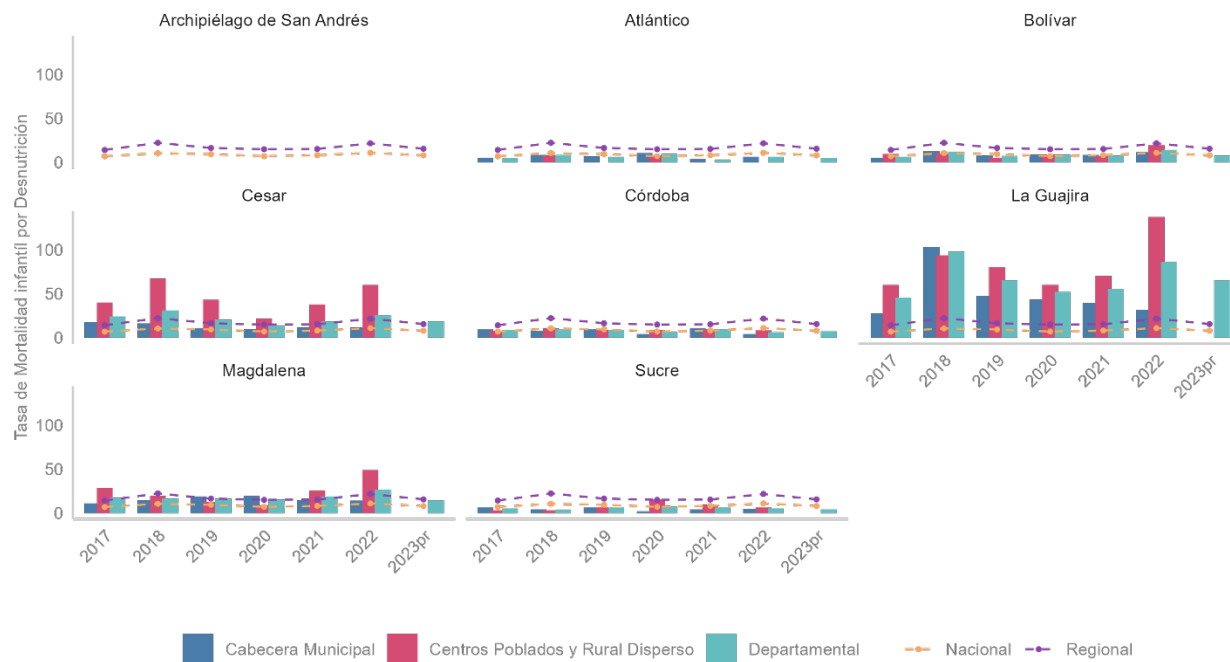 Archipiélago de San Andrés
Atlántico
Bolívar
100
50
0
Cesar
Córdoba
La Guajira
100
50
0
Magdalena
Sucre
2017
2018
2019
2020
2021
2022
2023pr
100
50
0
2017
2018
2019
2020
2021
2022
2023pr
2017
2018
2019
2020
2021
2022
2023pr
Tasa de Mortalidad infantíl por Desnutrición
Cabecera Municipal
Centros Poblados y Rural Disperso
Departamental
Nacional
Regional